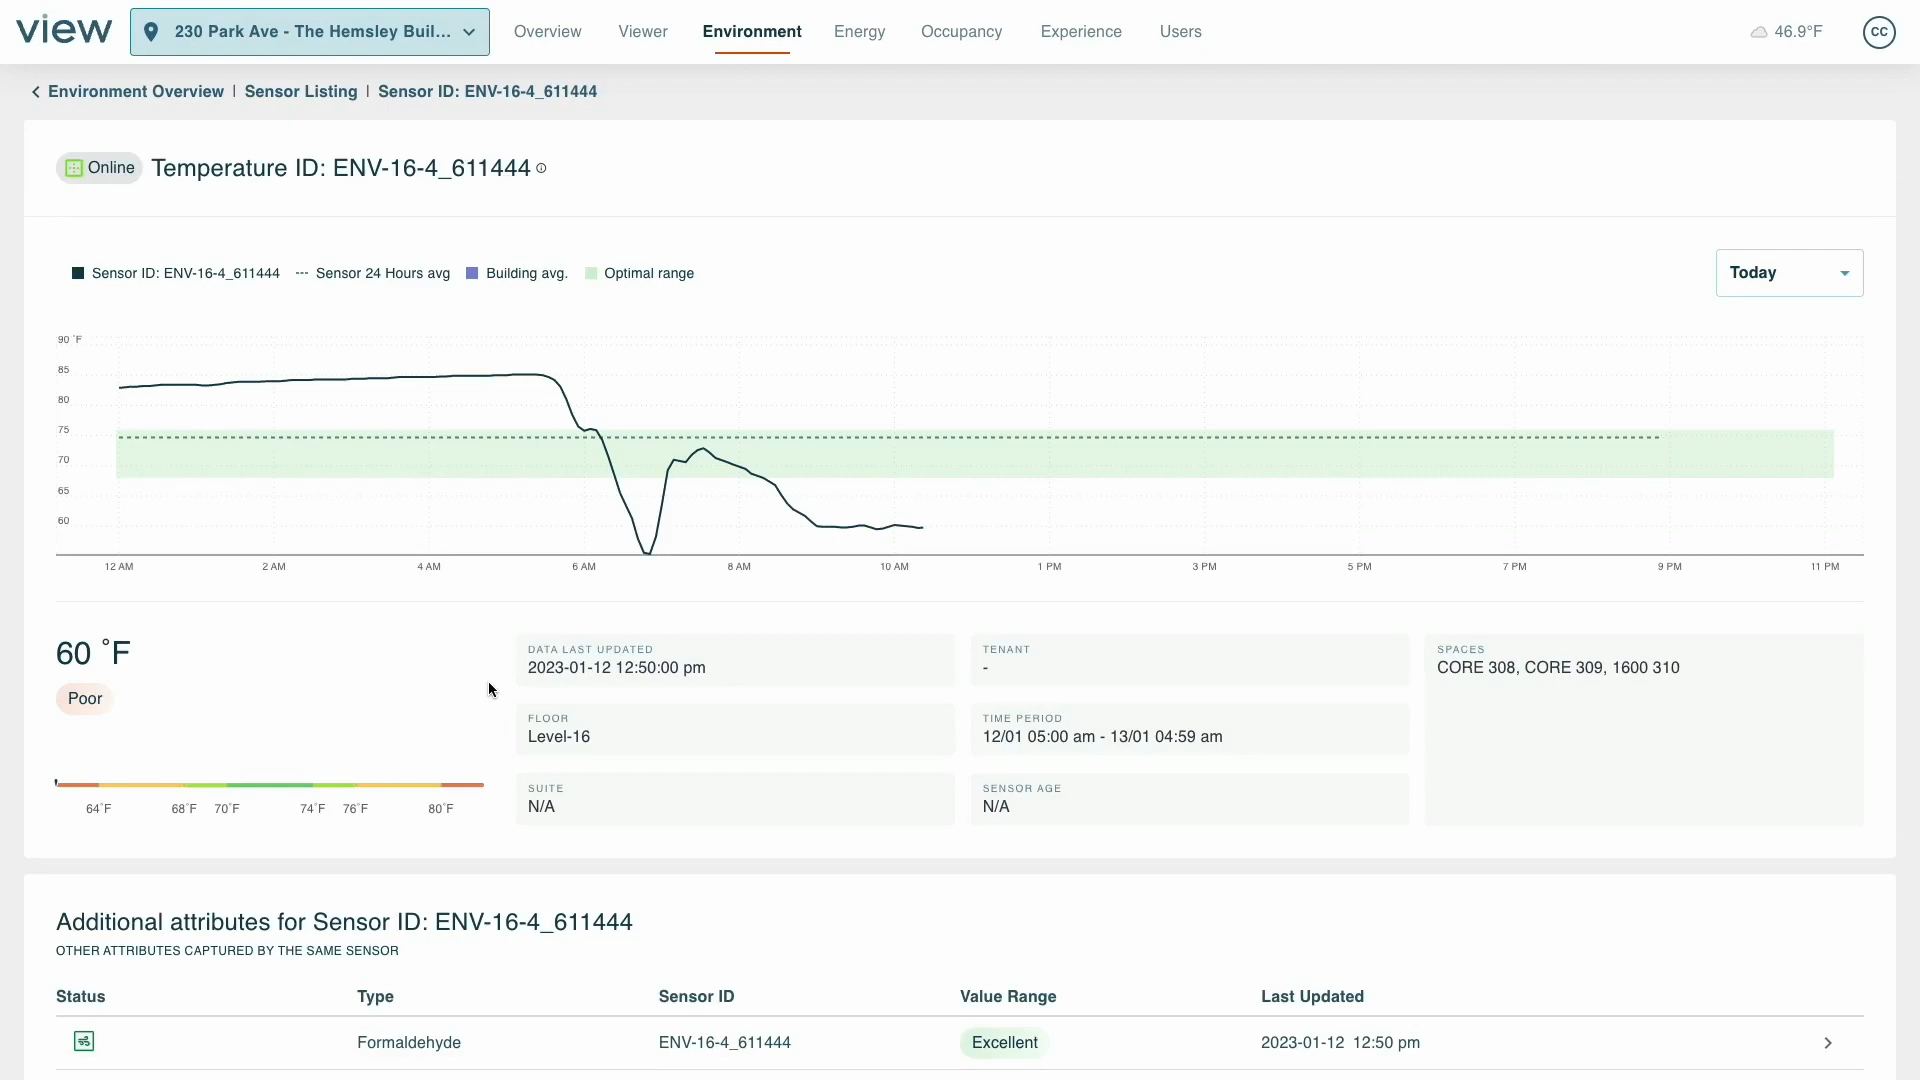 view
230 Park Ave - The Hemsley Buil...
Overview
Viewer
Environment
Energy
Occupancy
Experience
Users
46.9°F
CC
Environment Overview | Sensor Listing | Sensor ID: ENV-16-4_611444
Online
Temperature ID: ENV-16-4_611444
Sensor ID: ENV-16-4_611444
Sensor 24 Hours avg
Building avg.
Optimal range
Today
90 °F
85
80
75
70
65
60
12 AM
2 AM
4 AM
6 AM
8 AM
10 AM
1 PM
3 PM
5 PM
7 PM
9 PM
11 PM
60 °F
Poor
64°F
68°F
70°F
74°F
76°F
80°F
DATA LAST UPDATED
2023-01-12 12:50:00 pm
TENANT
-
SPACES
CORE 308, CORE 309, 1600 310
FLOOR
Level-16
TIME PERIOD
12/01 05:00 am - 13/01 04:59 am
SUITE
N/A
SENSOR AGE
N/A
Additional attributes for Sensor ID: ENV-16-4_611444
OTHER ATTRIBUTES CAPTURED BY THE SAME SENSOR
Status
Type
Sensor ID
Value Range
Last Updated
Formaldehyde
ENV-16-4_611444
Excellent
2023-01-12 12:50 pm